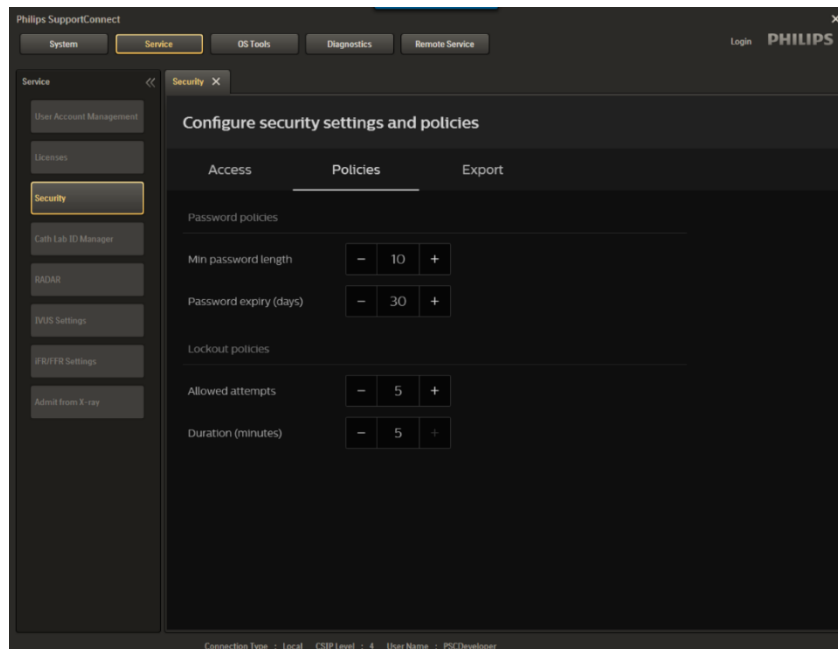 Philips SupportConnect
System Service OS Tools Diagnostics Remote Service Login PHILIPS
Service
Security
User Account Management
Licenses
Security
Cath Lab ID Manager
RADAR
IVUS Settings
iFR/FFR Settings
Admit from X-ray
Configure security settings and policies
Access Policies Export
Password policies
Min password length − 10 +
Password expiry (days) − 30 +
Lockout policies
Allowed attempts − 5 +
Duration (minutes) − 5 +
Connection Type : Local CSIP Level : 4 User Name : PSCDeveloper